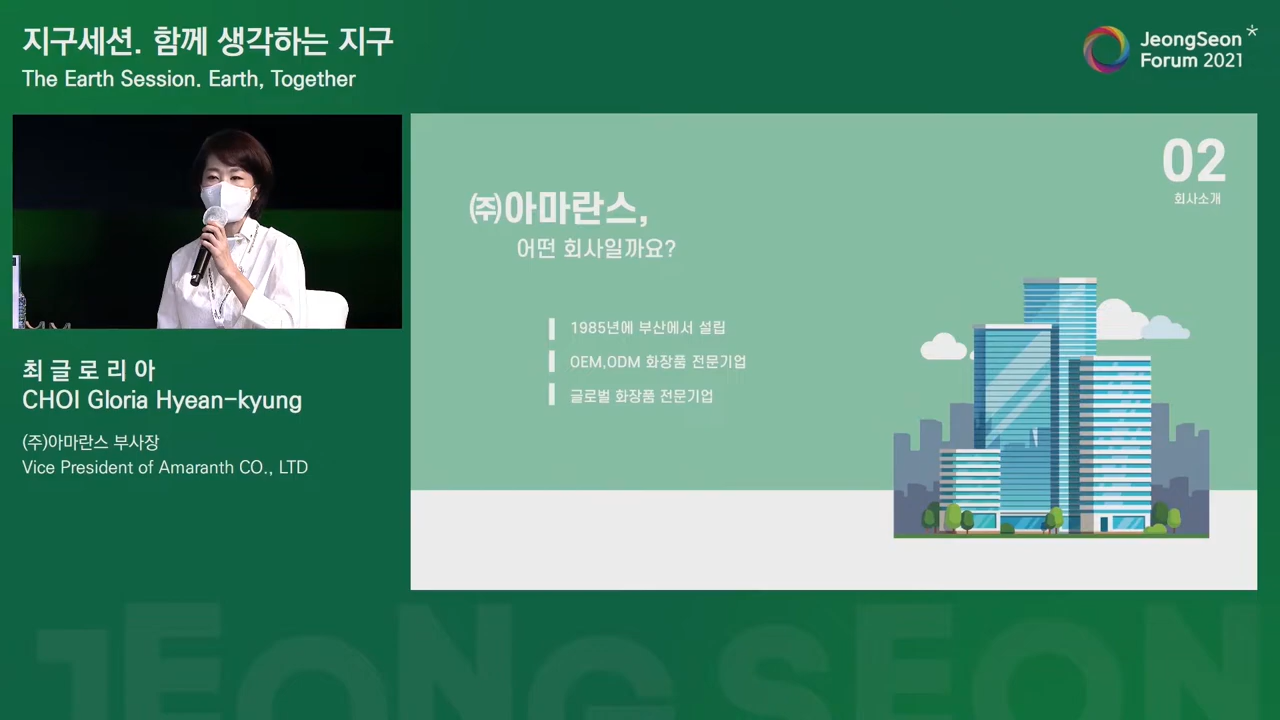 지구세션. 함께 생각하는 지구
The Earth Session. Earth, Together
JeongSeon*
Forum 2021
02
회사소개
㈜아마란스,
어떤 회사일까요?
1985년에 부산에서 설립
OEM,ODM 화장품 전문기업
글로벌 화장품 전문기업
최 글 로 리 아
CHOI Gloria Hyean-kyung
(주)아마란스 부사장
Vice President of Amaranth CO., LTD
JEONG SEON